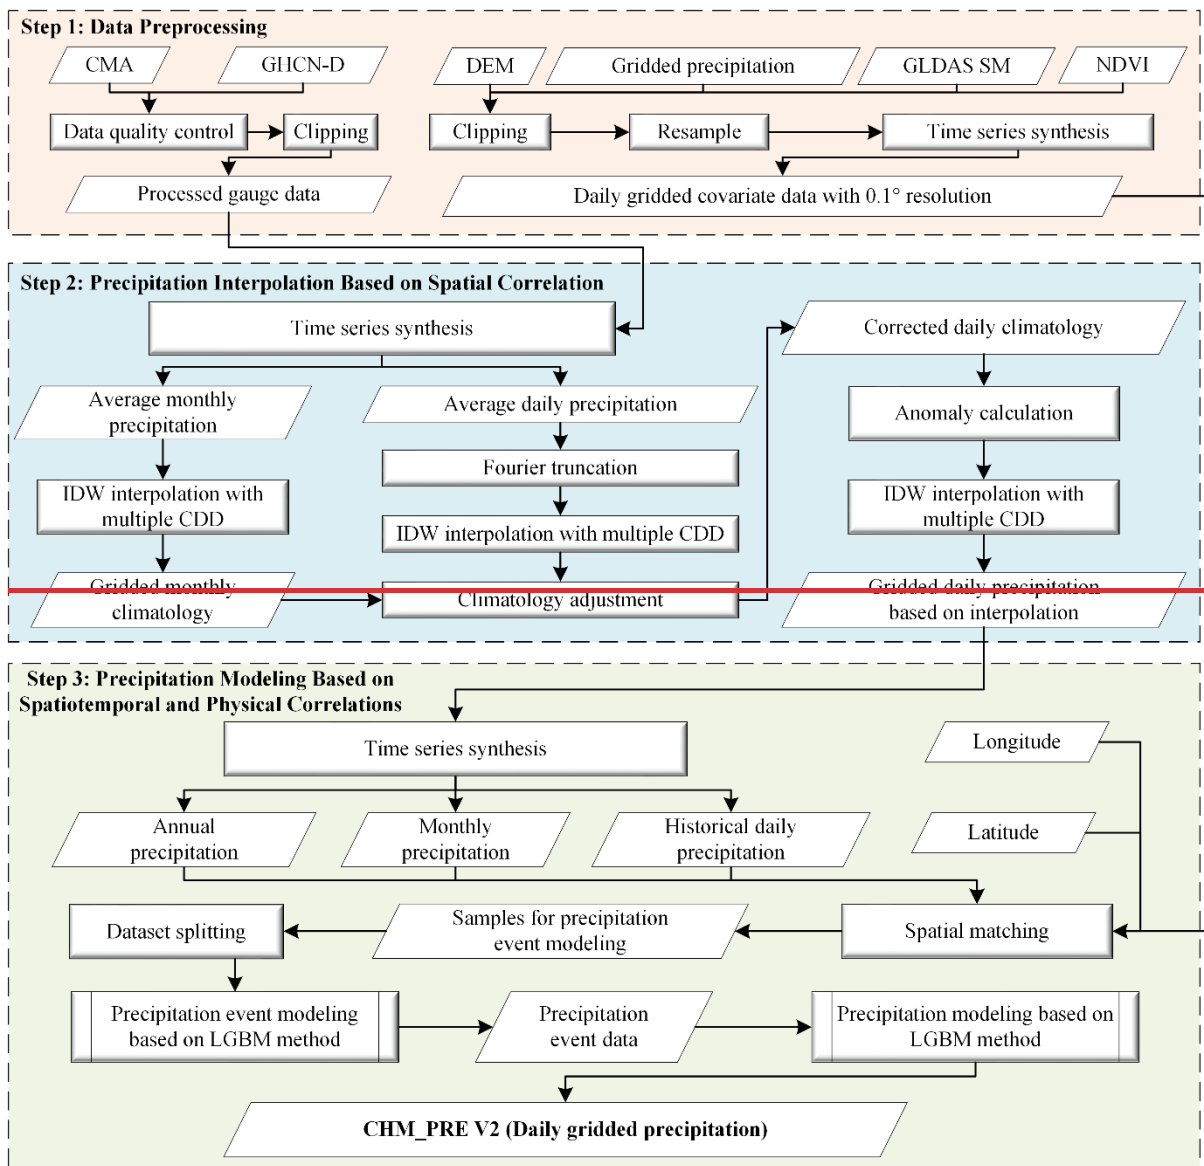 Step 1: Data Preprocessing
CMA
GHCN-D
DEM
Gridded precipitation
GLDAS SM
NDVI
Data quality control
Clipping
Clipping
Resample
Time series synthesis
Processed gauge data
Daily gridded covariate data with 0.1° resolution
Step 2: Precipitation Interpolation Based on Spatial Correlation
Time series synthesis
Corrected daily climatology
Average monthly
precipitation
Average daily precipitation
Anomaly calculation
Fourier truncation
IDW interpolation with
multiple CDD
IDW interpolation with multiple CDD
IDW interpolation with
multiple CDD
Gridded monthly
climatology
Climatology adjustment
Gridded daily precipitation
based on interpolation
Step 3: Precipitation Modeling Based on
Spatiotemporal and Physical Correlations
Time series synthesis
Longitude
Annual
precipitation
Monthly
precipitation
Historical daily
precipitation
Latitude
Dataset splitting
Samples for precipitation
event modeling
Spatial matching
Precipitation event modeling
based on LGBM method
Precipitation
event data
Precipitation modeling based on
LGBM method
CHM_PRE V2 (Daily gridded precipitation)